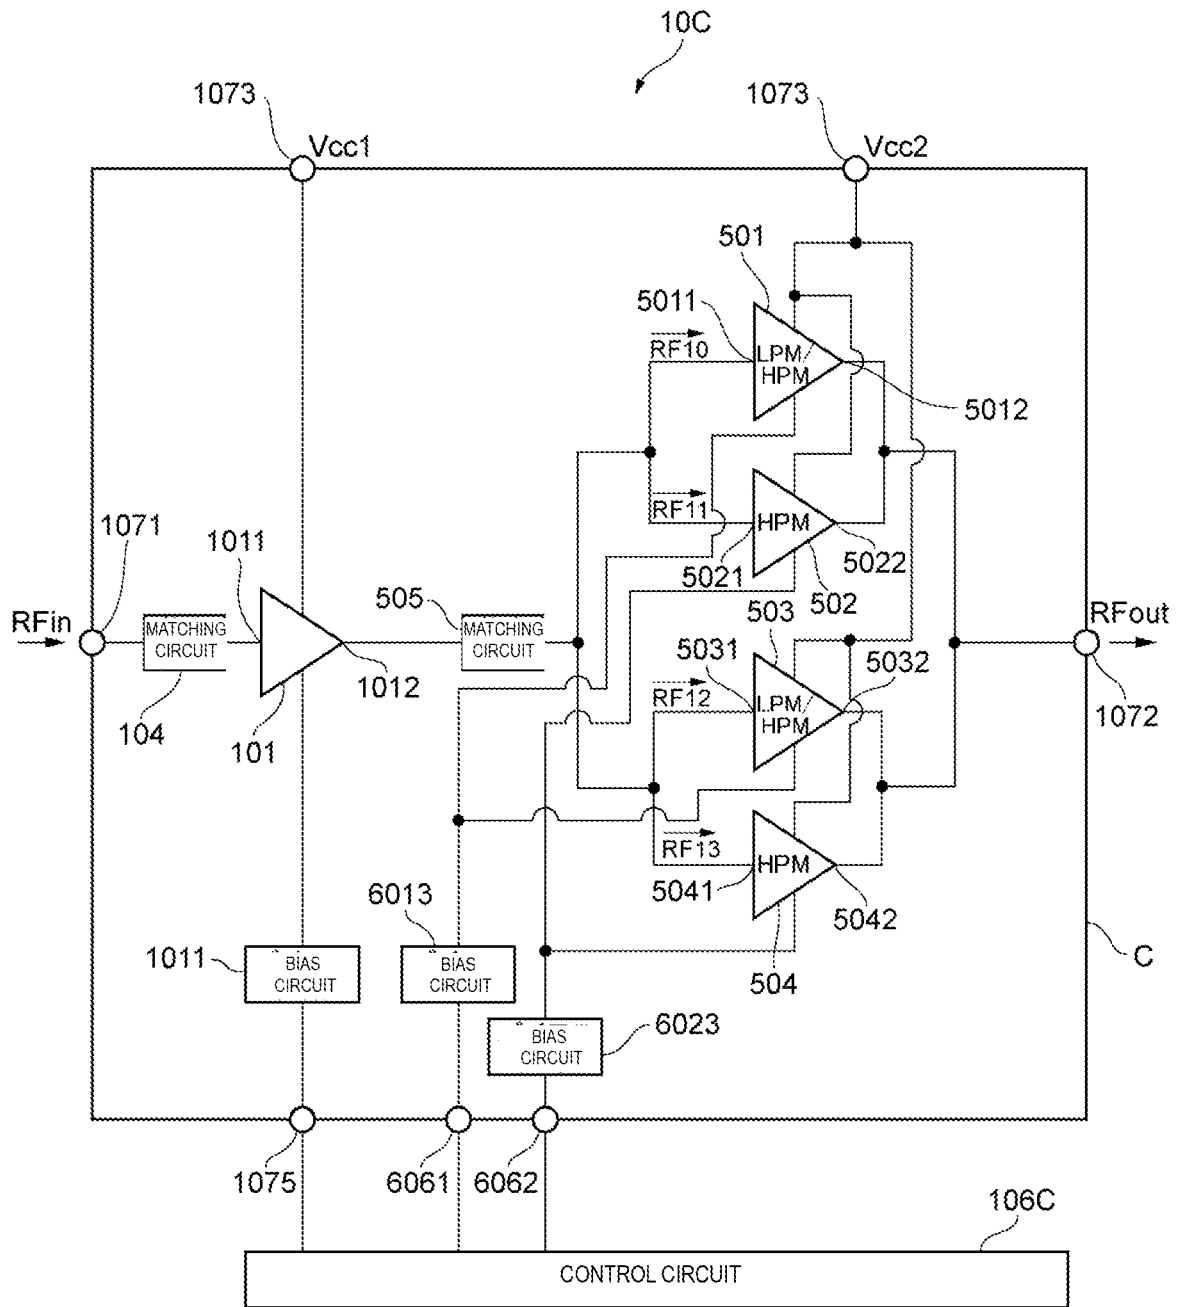 10C
1073
1073
Vcc1
Vcc2
501
5011
RF10
LPM/
HPM
5012
RF11
HPM
1071
1011
5021
5022
505
502
503
RFin
MATCHING
CIRCUIT
MATCHING
CIRCUIT
RFout
5031
5032
1012
RF12
LPM/
HPM
104
101
1072
RF13
HPM
5041
5042
6013
1011
BIAS
CIRCUIT
BIAS
CIRCUIT
504
C
6023
BIAS
CIRCUIT
1075
6061
6062
106C
CONTROL CIRCUIT